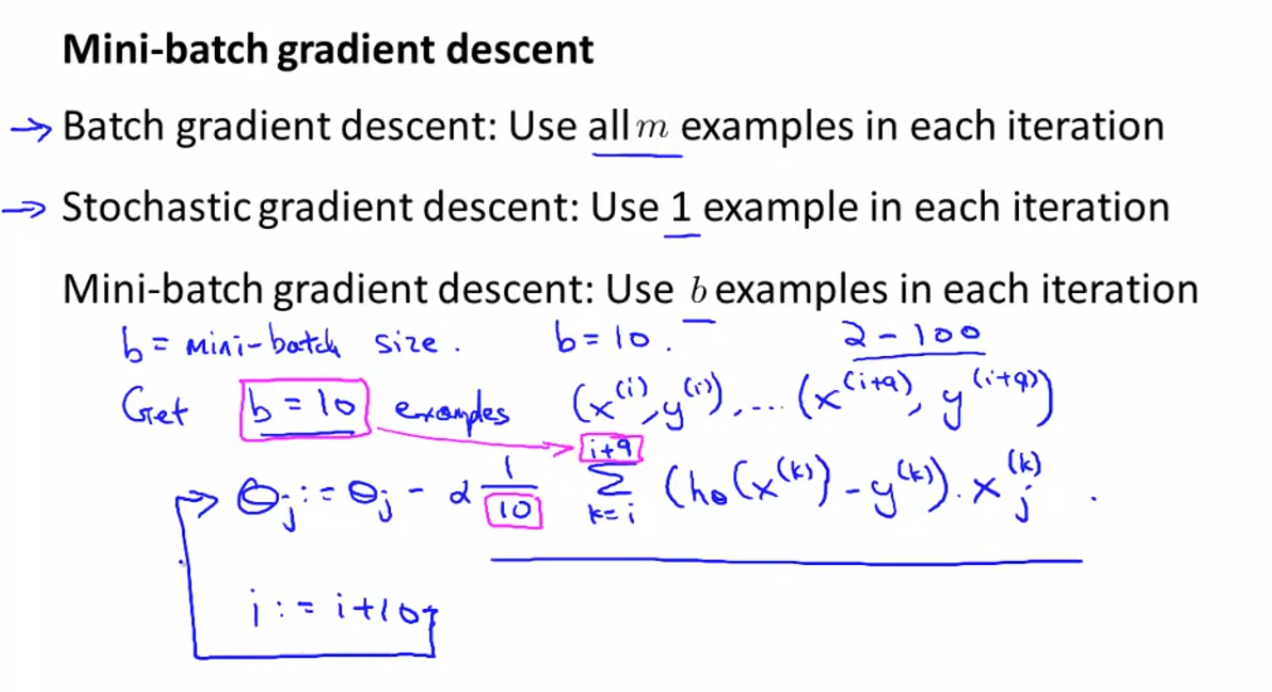 Mini-batch gradient descent
→ Batch gradient descent: Use all m examples in each iteration
→ Stochastic gradient descent: Use 1 example in each iteration
Mini-batch gradient descent: Use b examples in each iteration
b = mini-batch size. b = 10. 2 - 100
Get b = 10 examples (x^(i), y^(i)), ... (x^(i+9), y^(i+9))
→ θ_j := θ_j - α 1/10 Σ_{k=i}^{i+9} (h_θ(x^(k)) - y^(k)) · x_j^(k) .
i := i+10;